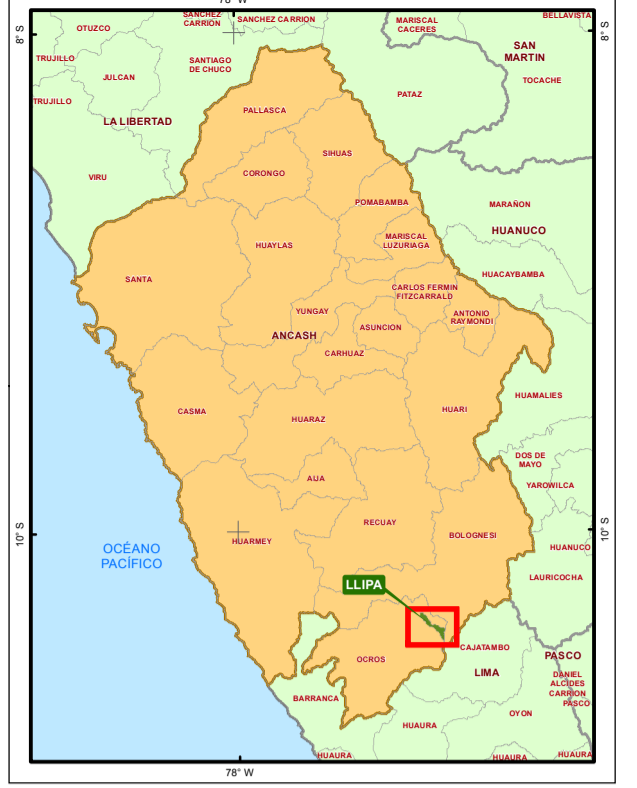 78° W
SANCHEZ
CARRIÓN
SANCHEZ CARRION
MARISCAL
CACERES
BELLAVISTA
8° S
8° S
OTUZCO
SAN
MARTIN
TRUJILLO
SANTIAGO
DE CHUCO
JULCAN
TOCACHE
PATAZ
TRUJILLO
PALLASCA
LA LIBERTAD
SIHUAS
CORONGO
VIRU
POMABAMBA
MARAÑON
HUANUCO
MARISCAL
LUZURIAGA
HUAYLAS
HUACAYBAMBA
SANTA
CARLOS FERMIN
FITZCARRALD
YUNGAY
ANTONIO
RAYMONDI
ASUNCION
ANCASH
CARHUAZ
HUAMALIES
CASMA
HUARI
HUARAZ
DOS DE
MAYO
AIJA
YAROWILCA
RECUAY
BOLOGNESI
10° S
10° S
HUARMEY
OCÉANO
PACÍFICO
HUANUCO
LAURICOCHA
LLIPA
CAJATAMBO
PASCO
OCROS
LIMA
DANIEL
ALCIDES
CARRION
PASCO
BARRANCA
OYON
HUAURA
HUAURA
HUAURA
HUAURA
78° W